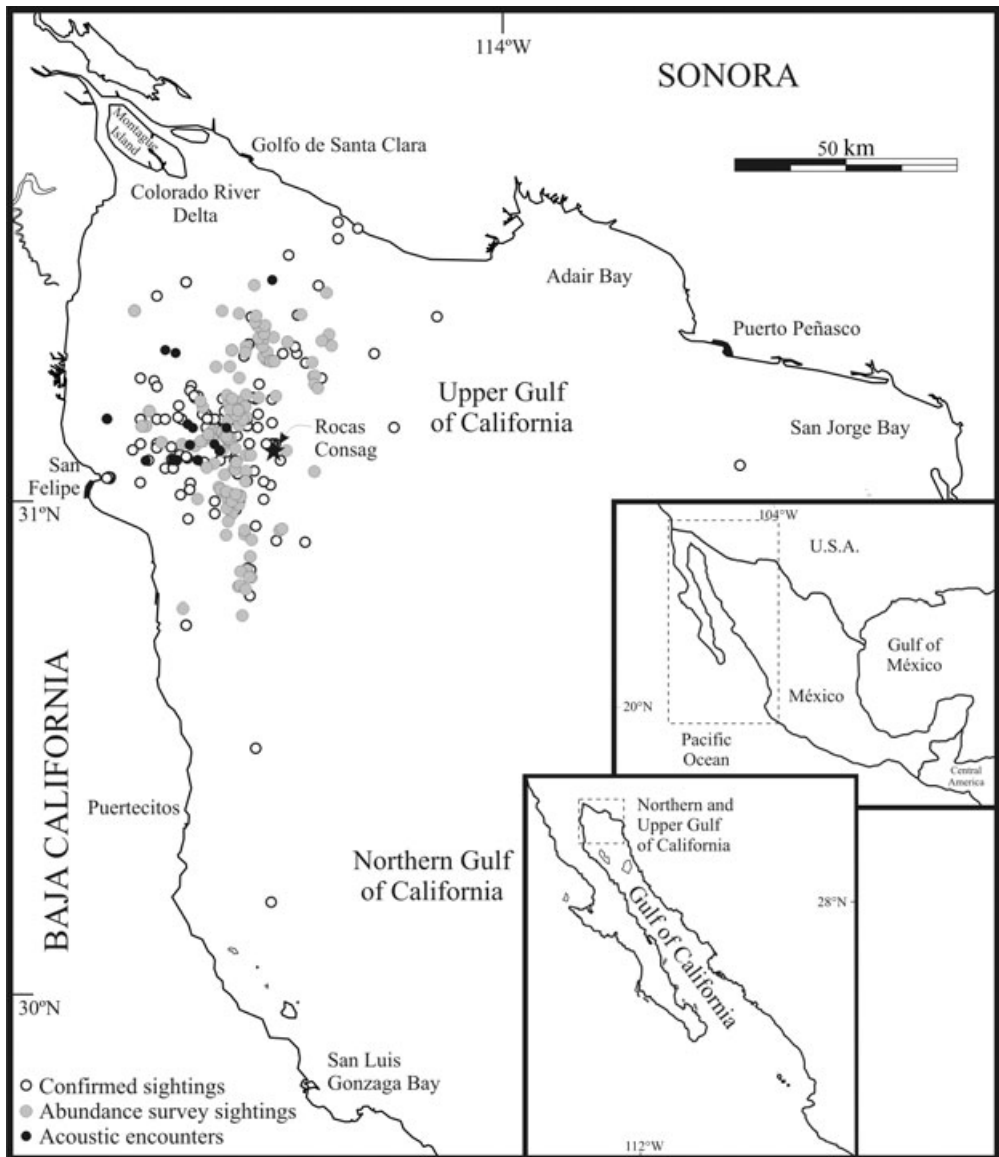 114ºW
SONORA
50 km
Montague
Island
Golfo de Santa Clara
Colorado River
Delta
Adair Bay
Puerto Peñasco
Upper Gulf
of California
San Jorge Bay
Rocas
Consag
San
Felipe
31ºN
104°W
U.S.A.
Gulf of
México
México
20°N
Pacific
Ocean
Central
America
BAJA CALIFORNIA
Puertecitos
Northern Gulf
of California
Northern and
Upper Gulf
of California
28°N
Gulf of California
30ºN
San Luis
Gonzaga Bay
Confirmed sightings
Abundance survey sightings
Acoustic encounters
112°W